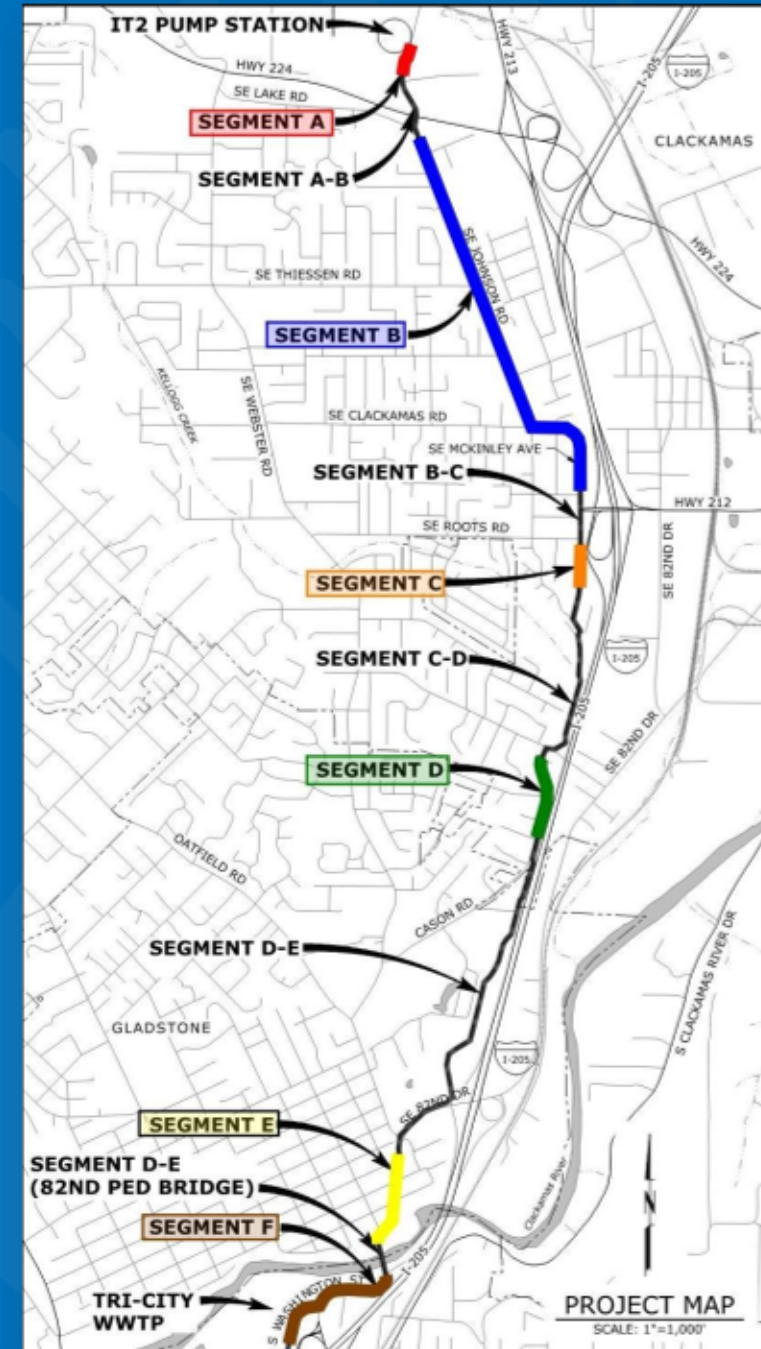 IT2 PUMP STATION
HWY 224
HWY 213
I-205
I-205
SE LAKE RD
SEGMENT A
CLACKAMAS
SEGMENT A-B
SE JOHNSON RD
HWY 224
SE THIESSEN RD
SEGMENT B
KELLOGG CREEK
SE WEBSTER RD
SE CLACKAMAS RD
SE MCKINLEY AVE
SEGMENT B-C
HWY 212
SE ROOTS RD
SE 82ND DR
SEGMENT C
SEGMENT C-D
I-205
I-205
SE 82ND DR
SEGMENT D
OATFIELD RD
CASON RD
SEGMENT D-E
S CLACKAMAS RIVER DR
GLADSTONE
I-205
SE 82ND DR
SEGMENT E
SEGMENT D-E
(82ND PED BRIDGE)
Clackamas River
N
SEGMENT F
I-205
S WASHINGTON ST
TRI-CITY
WWTP
PROJECT MAP
SCALE: 1"=1,000'